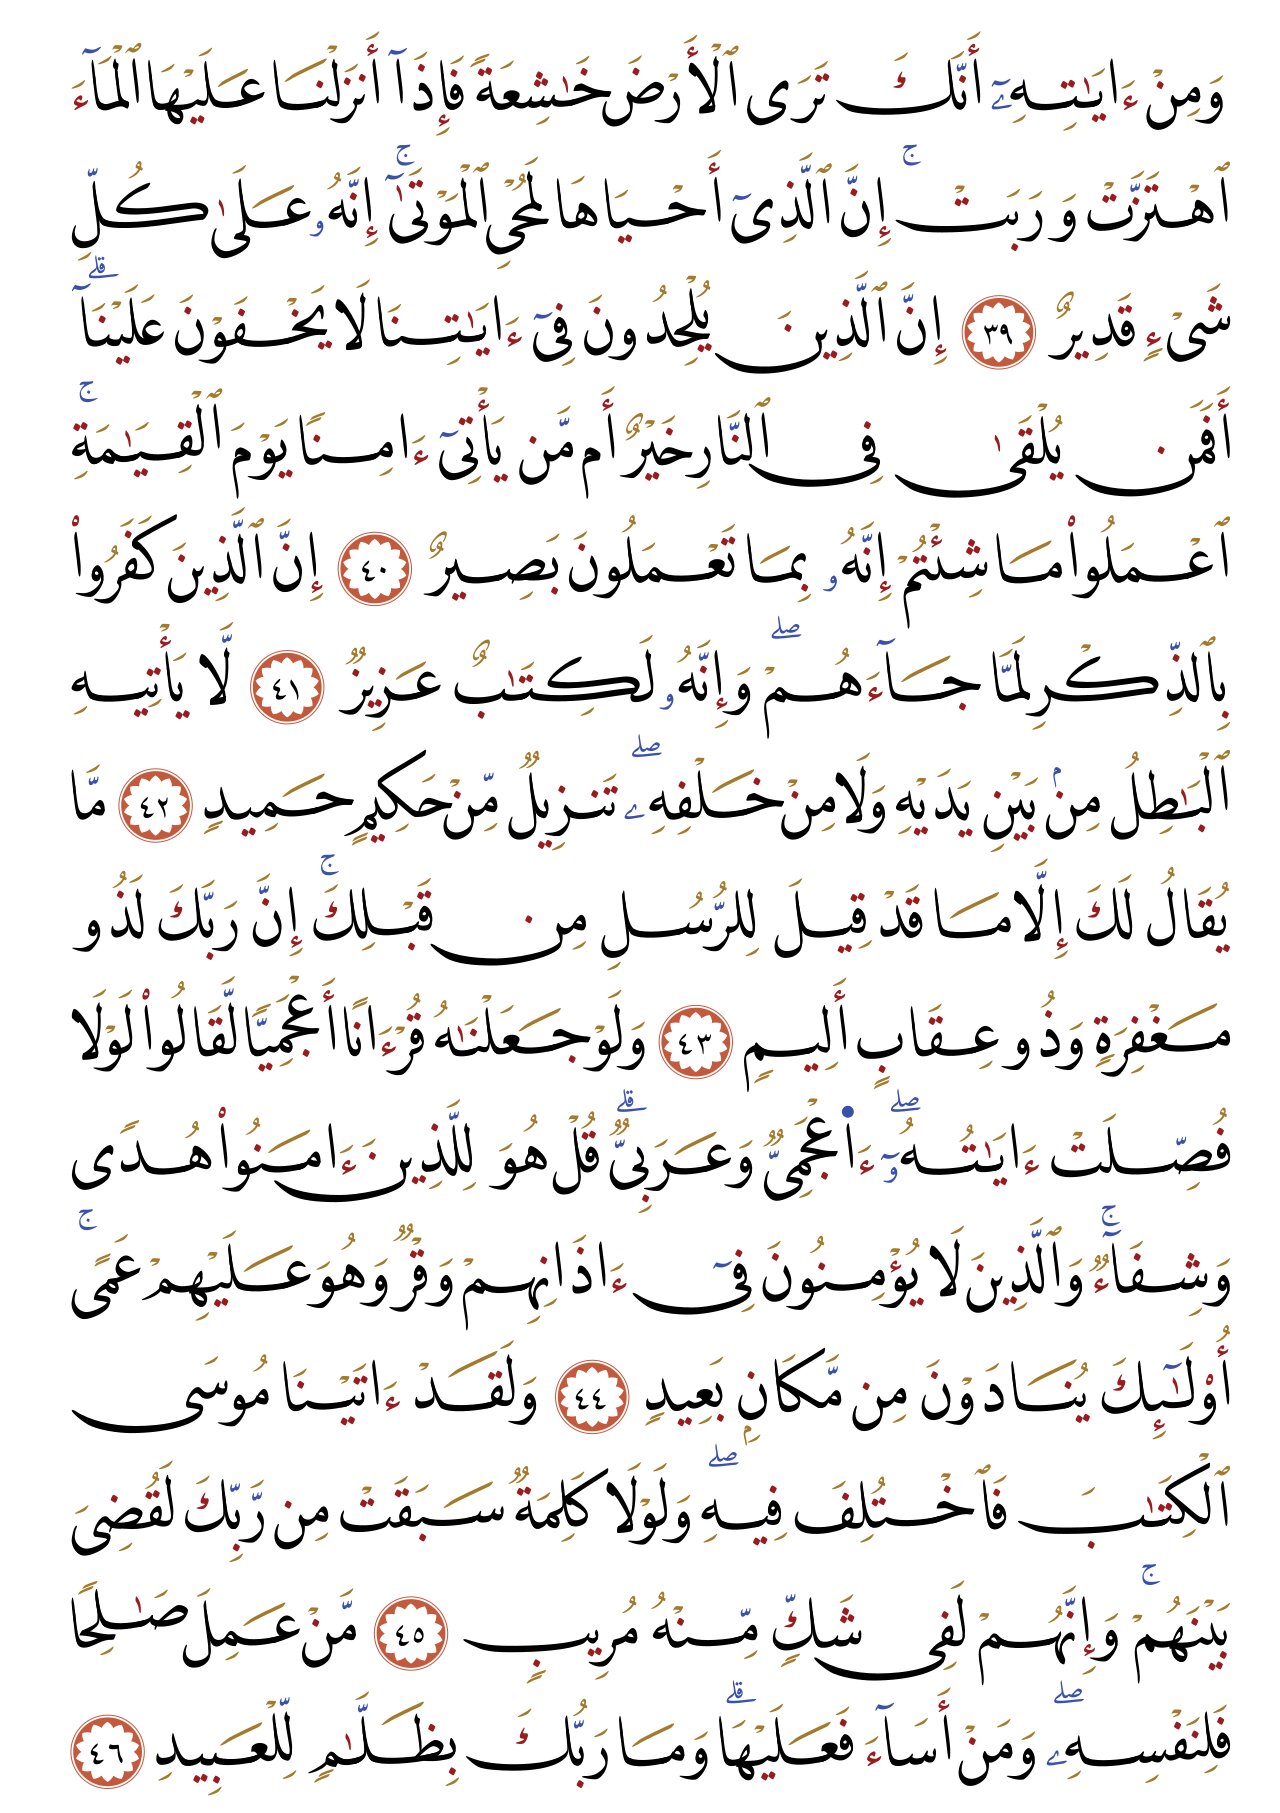 وَمِنْ ءَايَٰتِهِۦٓ أَنَّكَ تَرَى ٱلْأَرْضَ خَٰشِعَةً فَإِذَآ أَنزَلْنَا عَلَيْهَا ٱلْمَآءَ
ٱهْتَزَّتْ وَرَبَتْ ۚ إِنَّ ٱلَّذِىٓ أَحْيَاهَا لَمُحْىِ ٱلْمَوْتَىٰٓ ۚ إِنَّهُۥ عَلَىٰ كُلِّ
شَىْءٍ قَدِيرٌ ٣٩ إِنَّ ٱلَّذِينَ يُلْحِدُونَ فِىٓ ءَايَٰتِنَا لَا يَخْفَوْنَ عَلَيْنَآ ۗ
أَفَمَن يُلْقَىٰ فِى ٱلنَّارِ خَيْرٌ أَم مَّن يَأْتِىٓ ءَامِنًا يَوْمَ ٱلْقِيَٰمَةِ ۚ
ٱعْمَلُوا۟ مَا شِئْتُمْ إِنَّهُۥ بِمَا تَعْمَلُونَ بَصِيرٌ ٤٠ إِنَّ ٱلَّذِينَ كَفَرُوا۟
بِٱلذِّكْرِ لَمَّا جَآءَهُمْ ۖ وَإِنَّهُۥ لَكِتَٰبٌ عَزِيزٌ ٤١ لَّا يَأْتِيهِ
ٱلْبَٰطِلُ مِنۢ بَيْنِ يَدَيْهِ وَلَا مِنْ خَلْفِهِۦ ۖ تَنزِيلٌ مِّنْ حَكِيمٍ حَمِيدٍ ٤٢ مَّا
يُقَالُ لَكَ إِلَّا مَا قَدْ قِيلَ لِلرُّسُلِ مِن قَبْلِكَ ۚ إِنَّ رَبَّكَ لَذُو
مَغْفِرَةٍ وَذُو عِقَابٍ أَلِيمٍ ٤٣ وَلَوْ جَعَلْنَٰهُ قُرْءَانًا أَعْجَمِيًّا لَّقَالُوا۟ لَوْلَا
فُصِّلَتْ ءَايَٰتُهُۥٓ ۖ ءَا۬عْجَمِىٌّ وَعَرَبِىٌّ ۗ قُلْ هُوَ لِلَّذِينَ ءَامَنُوا۟ هُدًى
وَشِفَآءٌ ۚ وَٱلَّذِينَ لَا يُؤْمِنُونَ فِىٓ ءَاذَانِهِمْ وَقْرٌ وَهُوَ عَلَيْهِمْ عَمًى ۚ
أُو۟لَٰٓئِكَ يُنَادَوْنَ مِن مَّكَانٍۭ بَعِيدٍ ٤٤ وَلَقَدْ ءَاتَيْنَا مُوسَى
ٱلْكِتَٰبَ فَٱخْتُلِفَ فِيهِ ۖ وَلَوْلَا كَلِمَةٌ سَبَقَتْ مِن رَّبِّكَ لَقُضِىَ
بَيْنَهُمْ ۚ وَإِنَّهُمْ لَفِى شَكٍّ مِّنْهُ مُرِيبٍ ٤٥ مَّنْ عَمِلَ صَٰلِحًا
فَلِنَفْسِهِۦ ۖ وَمَنْ أَسَآءَ فَعَلَيْهَا ۗ وَمَا رَبُّكَ بِظَلَّٰمٍ لِّلْعَبِيدِ ٤٦